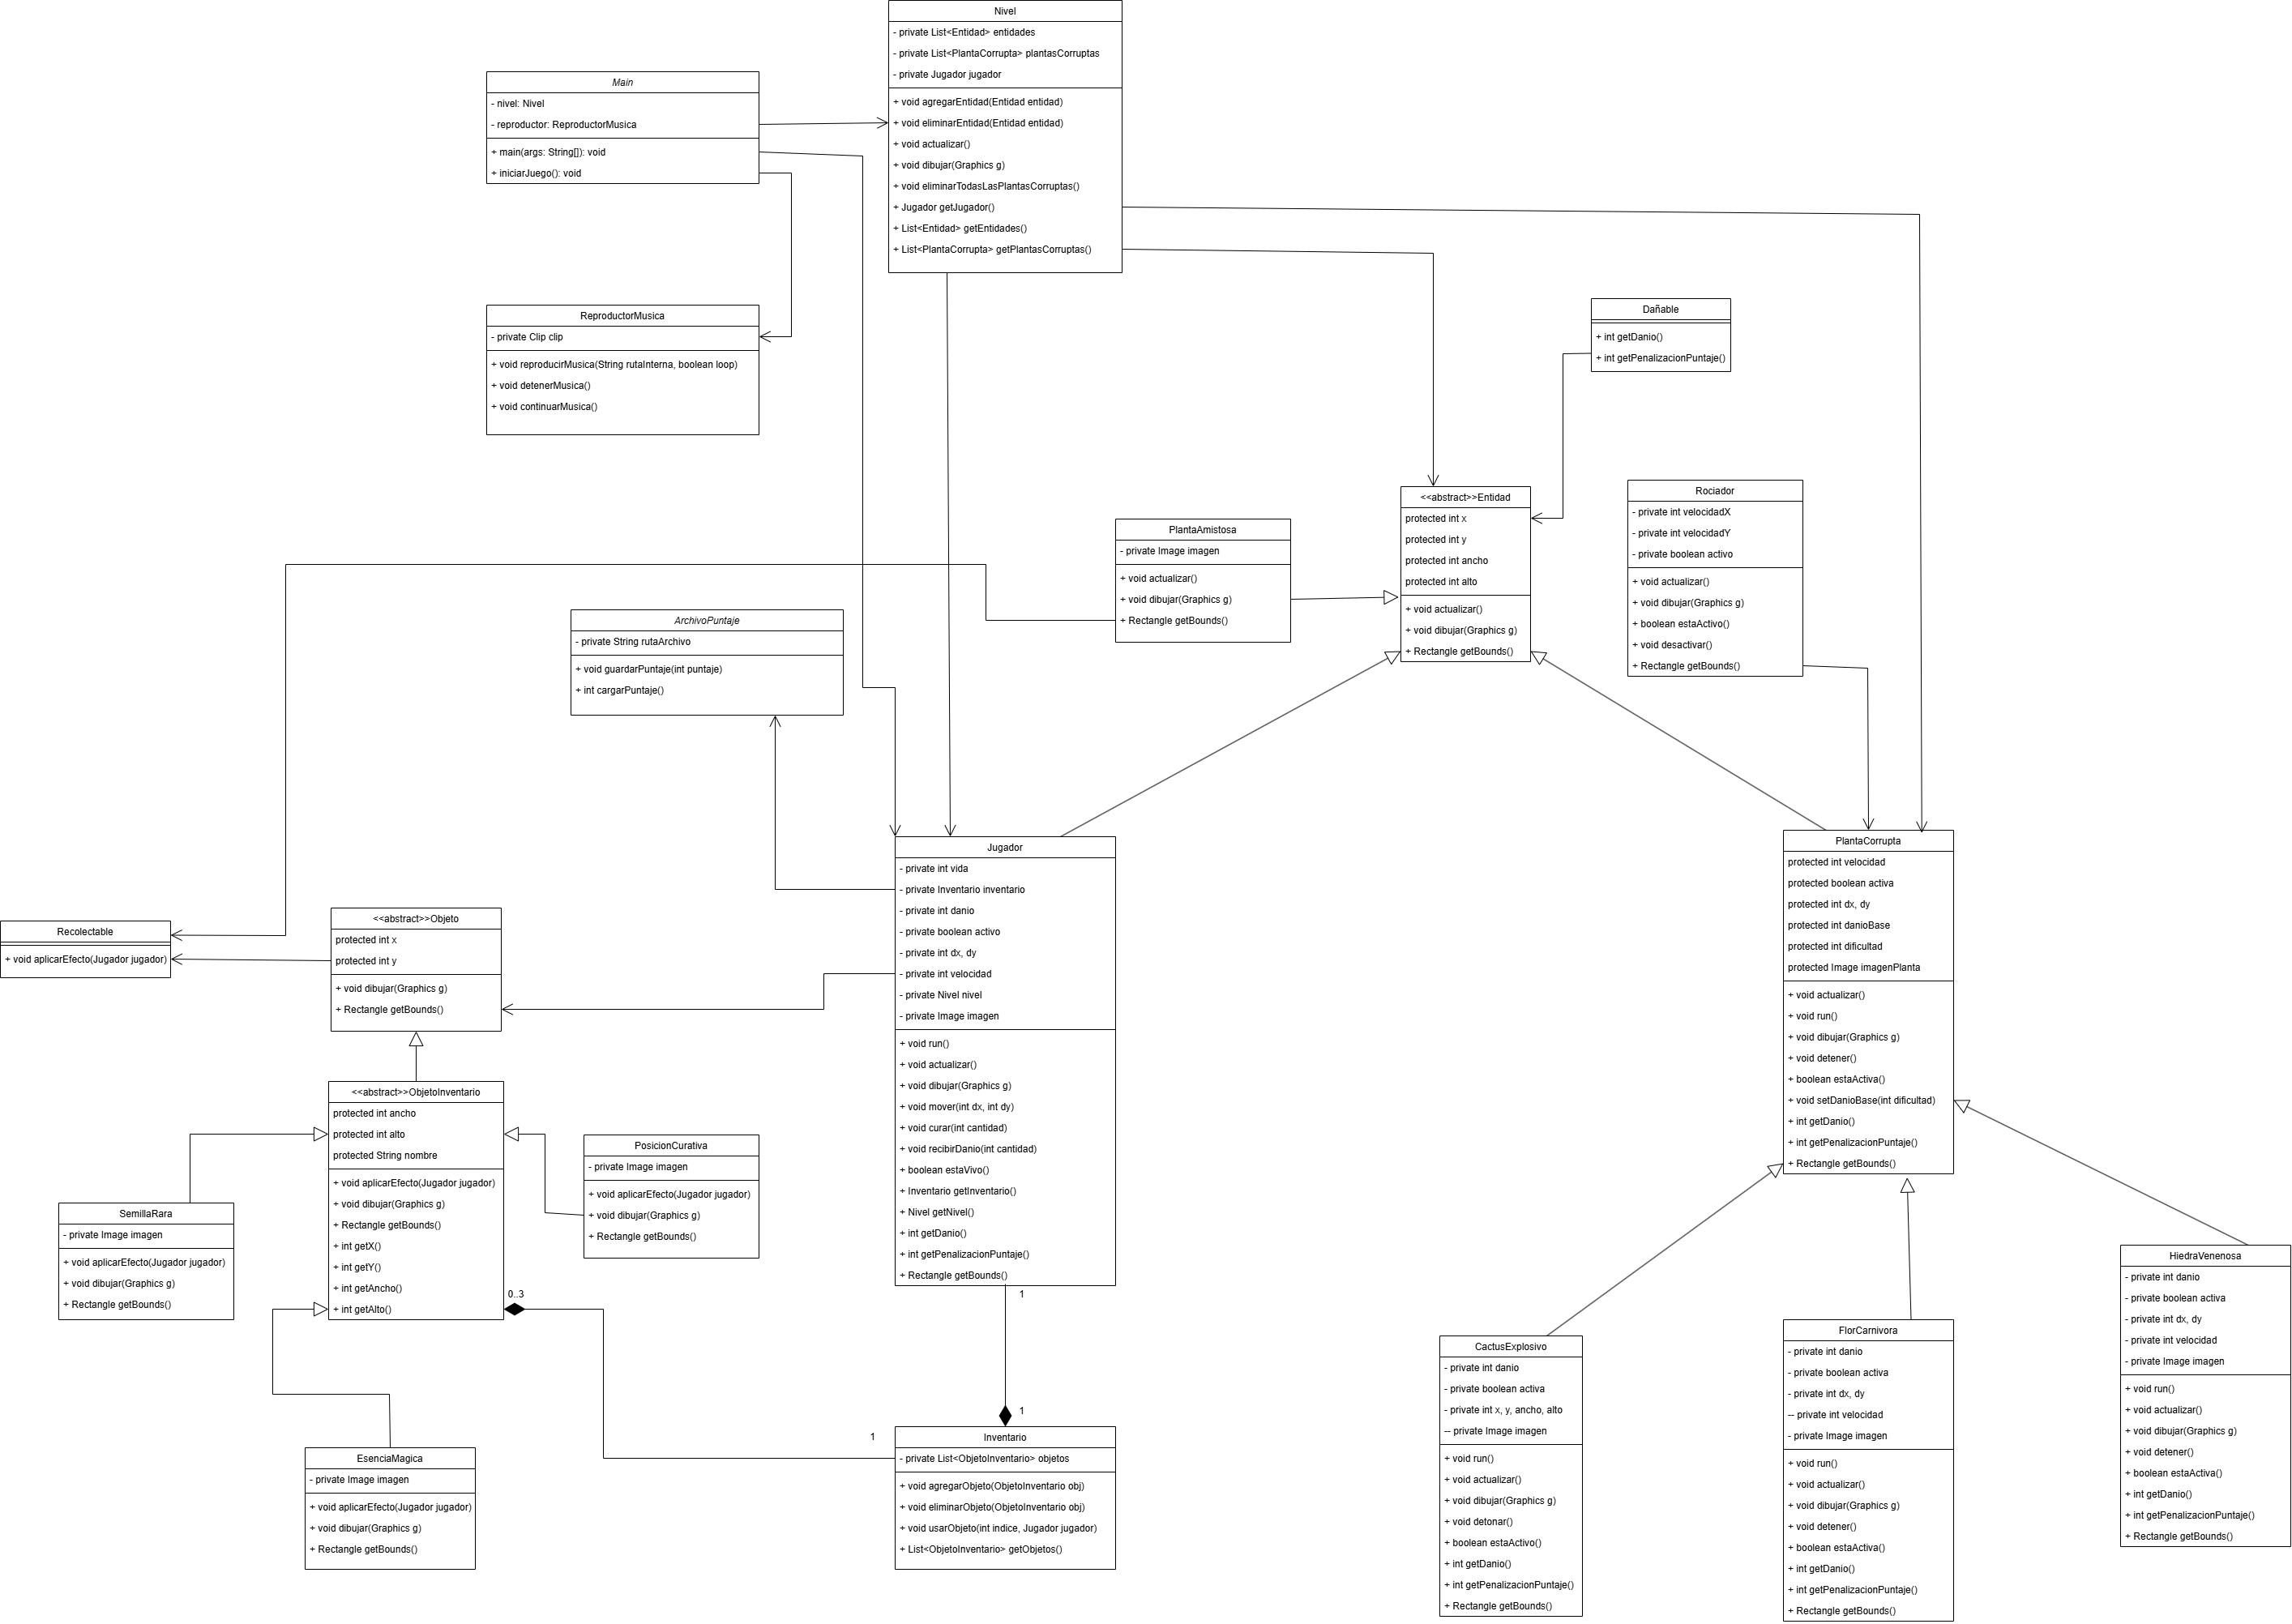 Nivel
- private List<Entidad> entidades
- private List<PlantaCorrupta> plantasCorruptas
- private Jugador jugador
+ void agregarEntidad(Entidad entidad)
+ void eliminarEntidad(Entidad entidad)
+ void actualizar()
+ void dibujar(Graphics g)
+ void eliminarTodasLasPlantasCorruptas()
+ Jugador getJugador()
+ List<Entidad> getEntidades()
+ List<PlantaCorrupta> getPlantasCorruptas()
Main
- nivel: Nivel
- reproductor: ReproductorMusica
+ main(args: String[]): void
+ iniciarJuego(): void
ReproductorMusica
- private Clip clip
+ void reproducirMusica(String rutaInterna, boolean loop)
+ void detenerMusica()
+ void continuarMusica()
Dañable
+ int getDanio()
+ int getPenalizacionPuntaje()
<<abstract>>Entidad
protected int x
protected int y
protected int ancho
protected int alto
+ void actualizar()
+ void dibujar(Graphics g)
+ Rectangle getBounds()
Rociador
- private int velocidadX
- private int velocidadY
- private boolean activo
+ void actualizar()
+ void dibujar(Graphics g)
+ boolean estaActivo()
+ void desactivar()
+ Rectangle getBounds()
PlantaAmistosa
- private Image imagen
+ void actualizar()
+ void dibujar(Graphics g)
+ Rectangle getBounds()
ArchivoPuntaje
- private String rutaArchivo
+ void guardarPuntaje(int puntaje)
+ int cargarPuntaje()
Jugador
- private int vida
- private Inventario inventario
- private int danio
- private boolean activo
- private int dx, dy
- private int velocidad
- private Nivel nivel
- private Image imagen
+ void run()
+ void actualizar()
+ void dibujar(Graphics g)
+ void mover(int dx, int dy)
+ void curar(int cantidad)
+ void recibirDanio(int cantidad)
+ boolean estaVivo()
+ Inventario getInventario()
+ Nivel getNivel()
+ int getDanio()
+ int getPenalizacionPuntaje()
+ Rectangle getBounds()
PlantaCorrupta
protected int velocidad
protected boolean activa
protected int dx, dy
protected int danioBase
protected int dificultad
protected Image imagenPlanta
+ void actualizar()
+ void run()
+ void dibujar(Graphics g)
+ void detener()
+ boolean estaActiva()
+ void setDanioBase(int dificultad)
+ int getDanio()
+ int getPenalizacionPuntaje()
+ Rectangle getBounds()
Recolectable
+ void aplicarEfecto(Jugador jugador)
<<abstract>>Objeto
protected int x
protected int y
+ void dibujar(Graphics g)
+ Rectangle getBounds()
<<abstract>>ObjetoInventario
protected int ancho
protected int alto
protected String nombre
+ void aplicarEfecto(Jugador jugador)
+ void dibujar(Graphics g)
+ Rectangle getBounds()
+ int getX()
+ int getY()
+ int getAncho()
+ int getAlto()
PosicionCurativa
- private Image imagen
+ void aplicarEfecto(Jugador jugador)
+ void dibujar(Graphics g)
+ Rectangle getBounds()
SemillaRara
- private Image imagen
+ void aplicarEfecto(Jugador jugador)
+ void dibujar(Graphics g)
+ Rectangle getBounds()
0..3
1
1
1
EsenciaMagica
- private Image imagen
+ void aplicarEfecto(Jugador jugador)
+ void dibujar(Graphics g)
+ Rectangle getBounds()
Inventario
- private List<ObjetoInventario> objetos
+ void agregarObjeto(ObjetoInventario obj)
+ void eliminarObjeto(ObjetoInventario obj)
+ void usarObjeto(int indice, Jugador jugador)
+ List<ObjetoInventario> getObjetos()
CactusExplosivo
- private int danio
- private boolean activa
- private int x, y, ancho, alto
-- private Image imagen
+ void run()
+ void actualizar()
+ void dibujar(Graphics g)
+ void detonar()
+ boolean estaActivo()
+ int getDanio()
+ int getPenalizacionPuntaje()
+ Rectangle getBounds()
FlorCarnivora
- private int danio
- private boolean activa
- private int dx, dy
-- private int velocidad
- private Image imagen
+ void run()
+ void actualizar()
+ void dibujar(Graphics g)
+ void detener()
+ boolean estaActiva()
+ int getDanio()
+ int getPenalizacionPuntaje()
+ Rectangle getBounds()
HiedraVenenosa
- private int danio
- private boolean activa
- private int dx, dy
- private int velocidad
- private Image imagen
+ void run()
+ void actualizar()
+ void dibujar(Graphics g)
+ void detener()
+ boolean estaActiva()
+ int getDanio()
+ int getPenalizacionPuntaje()
+ Rectangle getBounds()